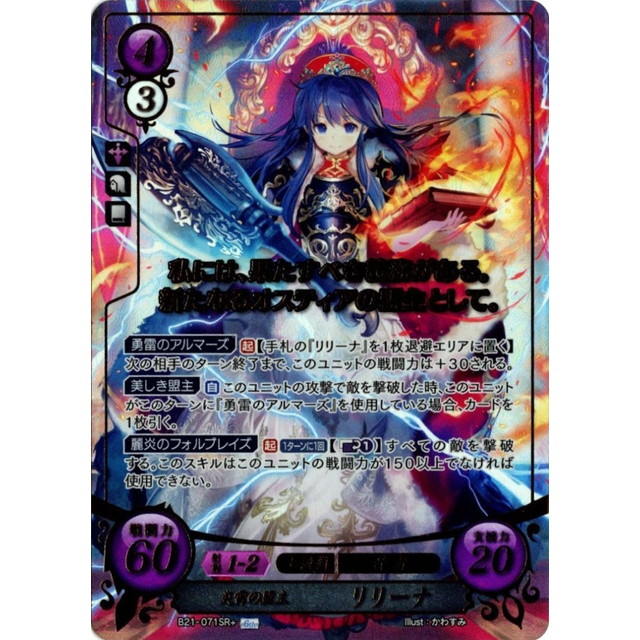 4
3
私には、果たすべき
新たなるオスティアの盟主として。
勇雷のアルマーズ 起【手札の『リリーナ』を1枚退避エリアに置く】
次の相手のターン終了まで、このユニットの戦闘力は+30される。
美しき盟主 自 このユニットの攻撃で敵を撃破した時、このユニット
がこのターンに『勇雷のアルマーズ』を使用している場合、カードを
1枚引く。
麗炎のフォルブレイズ 起 1ターンに1回【1】すべての敵を撃破
する。このスキルはこのユニットの戦闘力が150以上でなければ
使用できない。
戦闘力
60
射程 1-2
支援力
20
の盟主 リリーナ
B21-071SR+
Illust:かわすみ